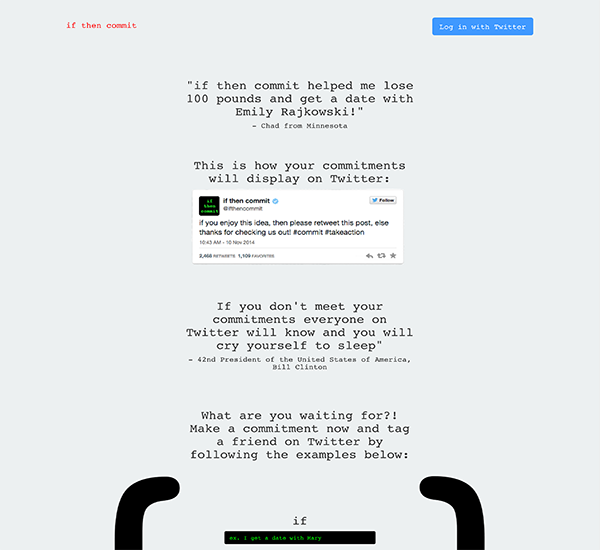 if then commit
Log in with Twitter
"if then commit helped me lose
100 pounds and get a date with
Emily Rajkowski!"
- Chad from Minnesota
This is how your commitments
will display on Twitter:
if
then
commit
if then commit
@ifthencommit
Follow
if you enjoy this idea, then please retweet this post, else
thanks for checking us out! #commit #takeaction
10:43 AM - 10 Nov 2014
2,468 RETWEETS 1,109 FAVORITES
If you don't meet your
commitments everyone on
Twitter will know and you will
cry yourself to sleep"
- 42nd President of the United States of America,
Bill Clinton
What are you waiting for?!
Make a commitment now and tag
a friend on Twitter by
following the examples below:
if
ex. I get a date with Mary